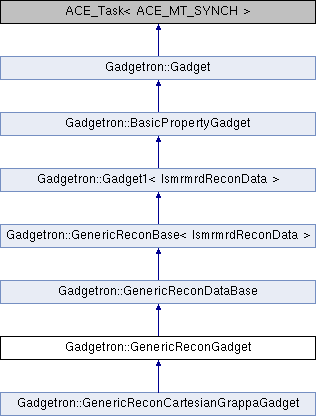 ACE_Task< ACE_MT_SYNCH >
Gadgetron::Gadget
Gadgetron::BasicPropertyGadget
Gadgetron::Gadget1< IsmrmrdReconData >
Gadgetron::GenericReconBase< IsmrmrdReconData >
Gadgetron::GenericReconDataBase
Gadgetron::GenericReconGadget
Gadgetron::GenericReconCartesianGrappaGadget